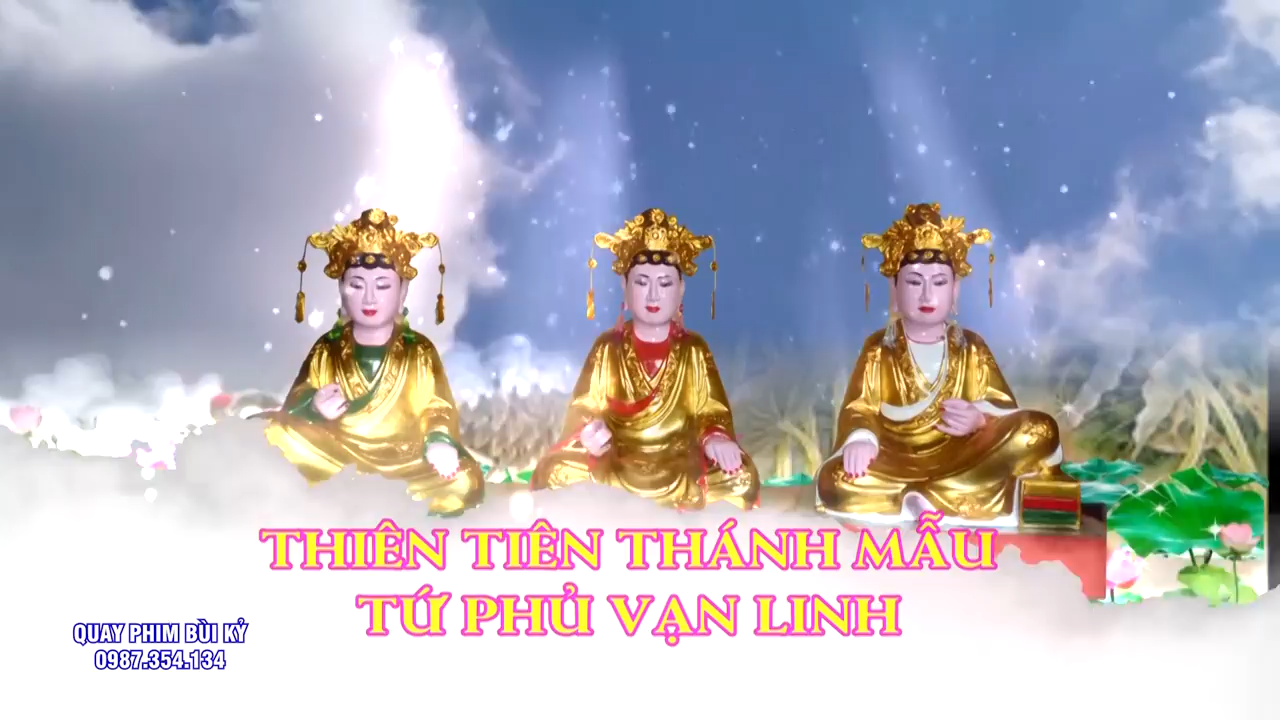 THIÊN TIÊN THÁNH MẪU
TỨ PHỦ VẠN LINH
QUAY PHIM BÙI KỶ
0987.354.134